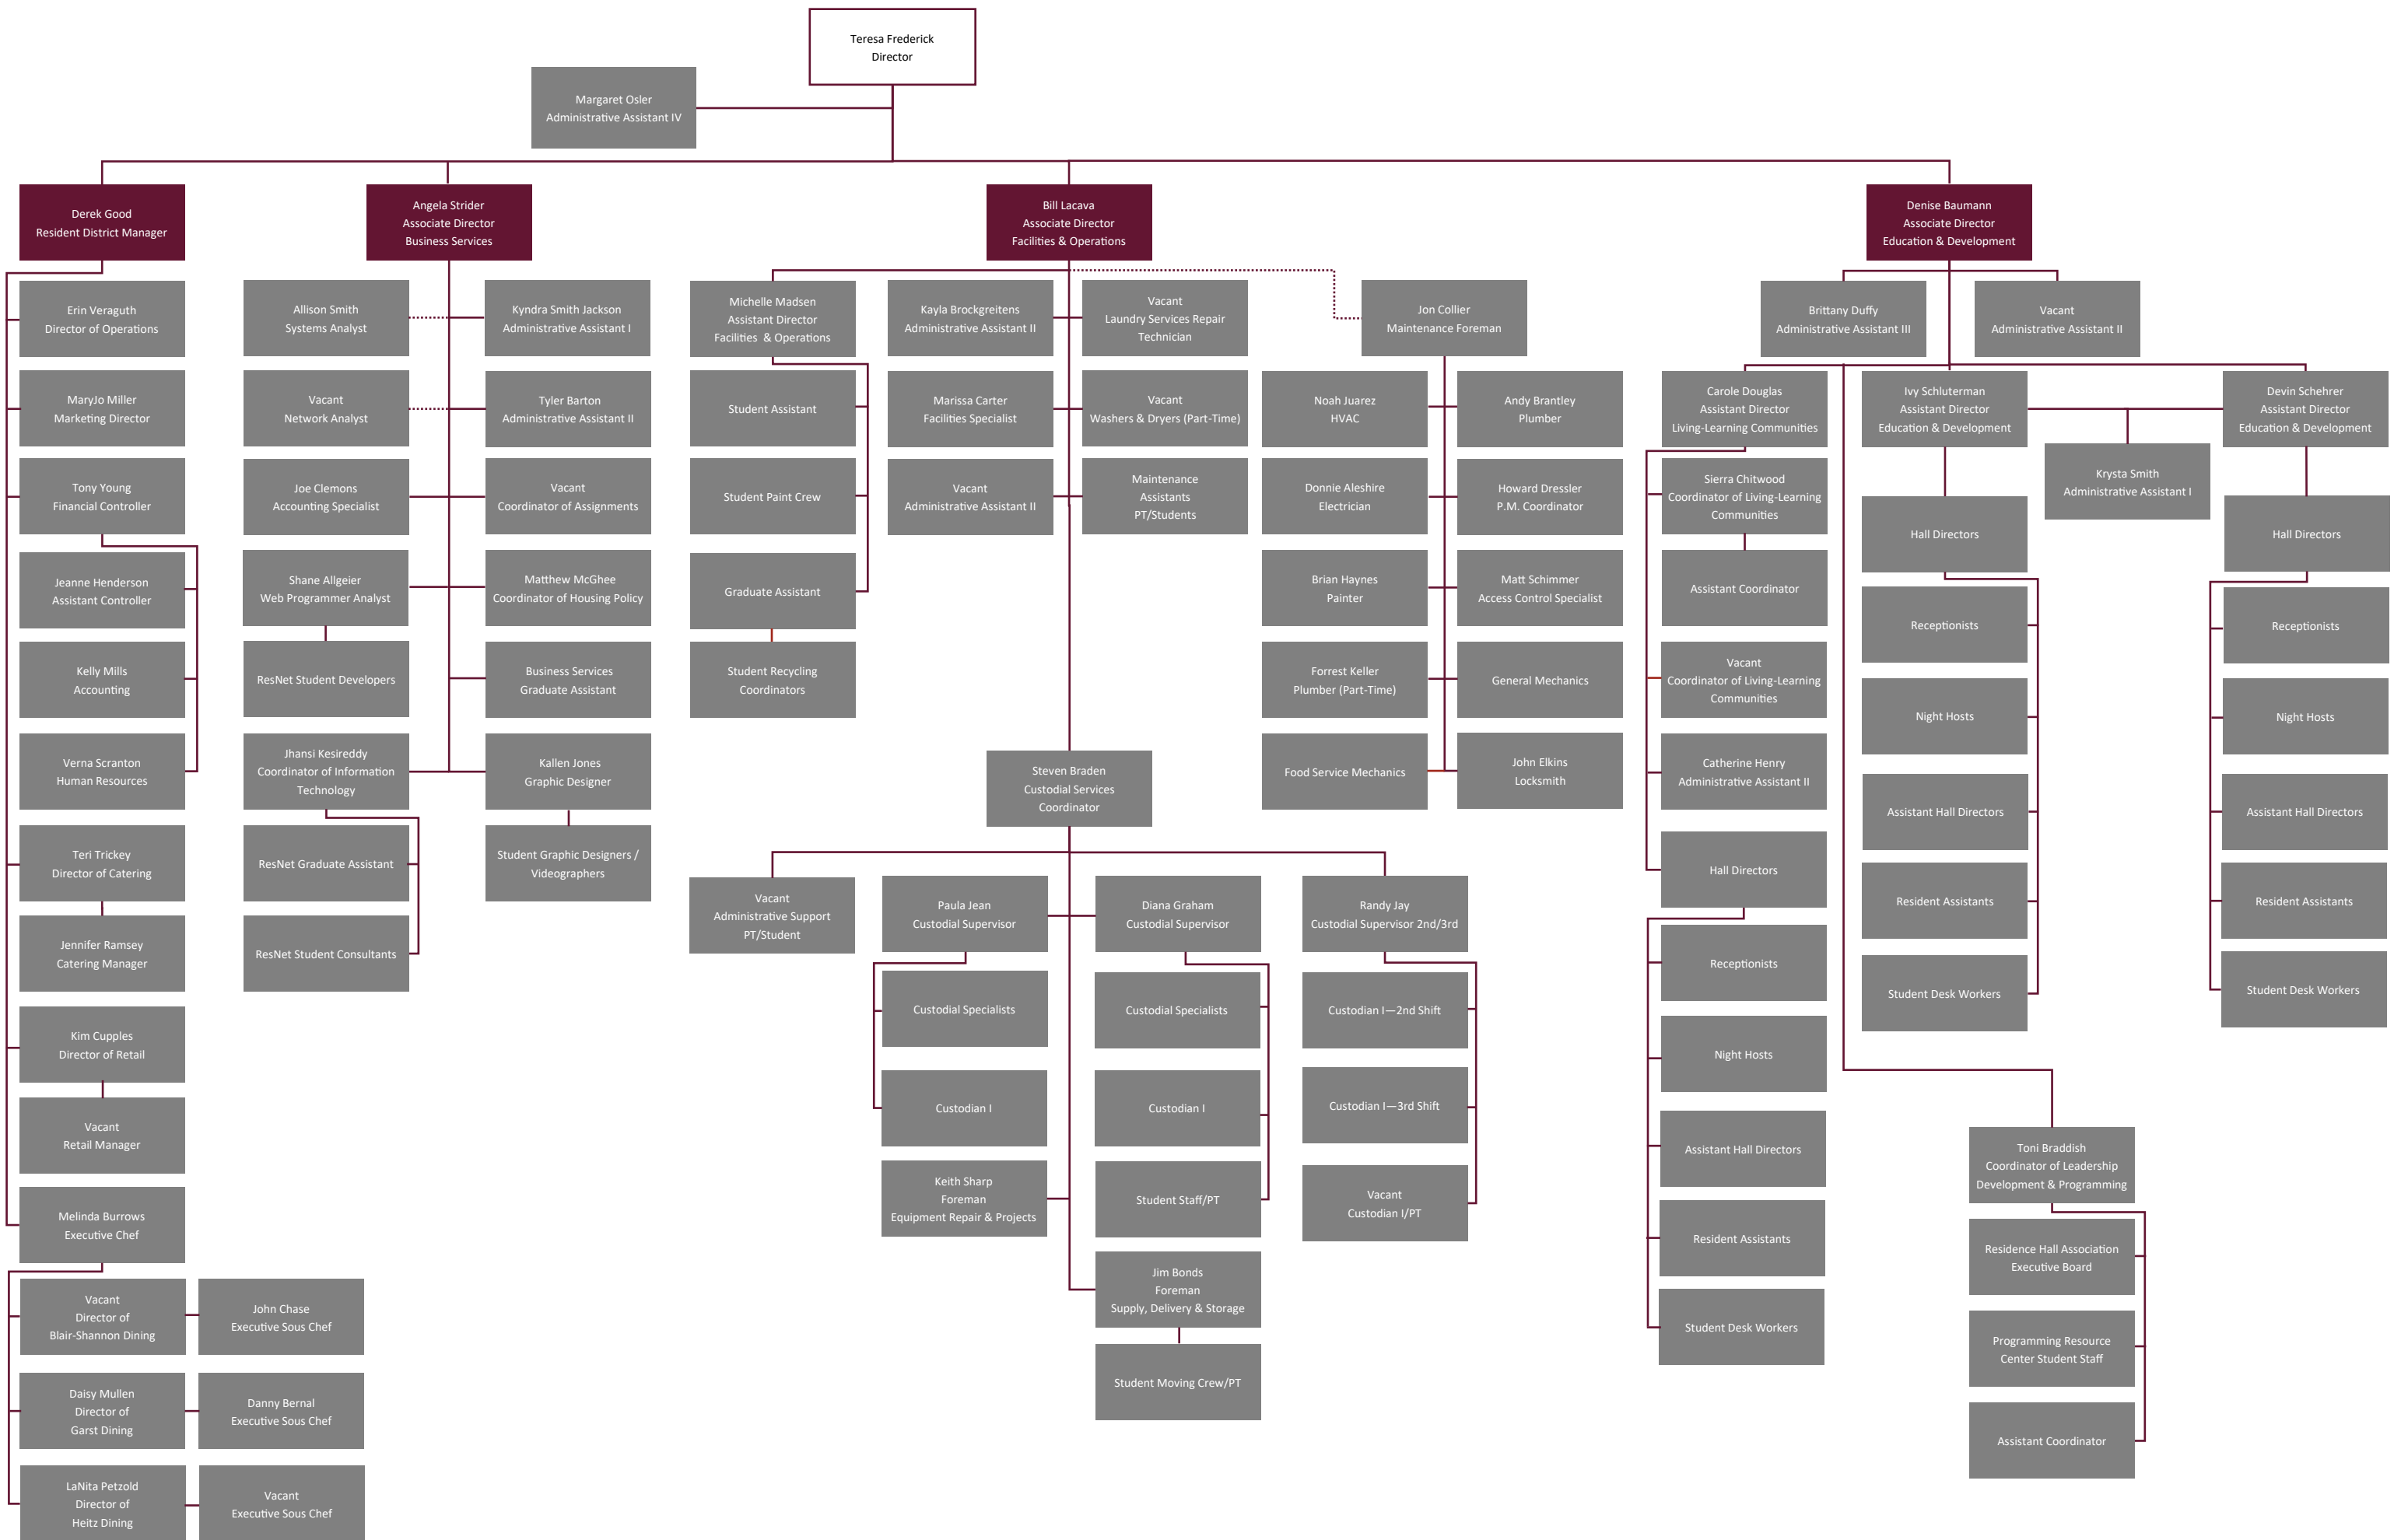 Teresa Frederick
Director
Margaret Osler
Administrative Assistant IV
Derek Good
Resident District Manager
Angela Strider
Associate Director
Business Services
Bill Lacava
Associate Director
Facilities & Operations
Denise Baumann
Associate Director
Education & Development
Erin Veraguth
Director of Operations
MaryJo Miller
Marketing Director
Tony Young
Financial Controller
Jeanne Henderson
Assistant Controller
Kelly Mills
Accounting
Verna Scranton
Human Resources
Teri Trickey
Director of Catering
Jennifer Ramsey
Catering Manager
Kim Cupples
Director of Retail
Vacant
Retail Manager
Melinda Burrows
Executive Chef
Vacant
Director of
Blair-Shannon Dining
John Chase
Executive Sous Chef
Daisy Mullen
Director of
Garst Dining
Danny Bernal
Executive Sous Chef
LaNita Petzold
Director of
Heitz Dining
Vacant
Executive Sous Chef
Allison Smith
Systems Analyst
Kyndra Smith Jackson
Administrative Assistant I
Vacant
Network Analyst
Tyler Barton
Administrative Assistant II
Joe Clemons
Accounting Specialist
Vacant
Coordinator of Assignments
Shane Allgeier
Web Programmer Analyst
Matthew McGhee
Coordinator of Housing Policy
ResNet Student Developers
Business Services
Graduate Assistant
Jhansi Kesireddy
Coordinator of Information
Technology
Kallen Jones
Graphic Designer
ResNet Graduate Assistant
Student Graphic Designers /
Videographers
ResNet Student Consultants
Michelle Madsen
Assistant Director
Facilities  & Operations
Student Assistant
Student Paint Crew
Graduate Assistant
Student Recycling
Coordinators
Kayla Brockgreitens
Administrative Assistant II
Vacant
Laundry Services Repair
Technician
Marissa Carter
Facilities Specialist
Vacant
Washers & Dryers (Part-Time)
Vacant
Administrative Assistant II
Maintenance
Assistants
PT/Students
Jon Collier
Maintenance Foreman
Noah Juarez
HVAC
Andy Brantley
Plumber
Donnie Aleshire
Electrician
Howard Dressler
P.M. Coordinator
Brian Haynes
Painter
Matt Schimmer
Access Control Specialist
Forrest Keller
Plumber (Part-Time)
General Mechanics
Food Service Mechanics
John Elkins
Locksmith
Steven Braden
Custodial Services
Coordinator
Vacant
Administrative Support
PT/Student
Paula Jean
Custodial Supervisor
Diana Graham
Custodial Supervisor
Randy Jay
Custodial Supervisor 2nd/3rd
Custodial Specialists
Custodial Specialists
Custodian I—2nd Shift
Custodian I
Custodian I
Custodian I—3rd Shift
Keith Sharp
Foreman
Equipment Repair & Projects
Student Staff/PT
Vacant
Custodian I/PT
Jim Bonds
Foreman
Supply, Delivery & Storage
Student Moving Crew/PT
Brittany Duffy
Administrative Assistant III
Vacant
Administrative Assistant II
Carole Douglas
Assistant Director
Living-Learning Communities
Ivy Schluterman
Assistant Director
Education & Development
Devin Schehrer
Assistant Director
Education & Development
Krysta Smith
Administrative Assistant I
Sierra Chitwood
Coordinator of Living-Learning
Communities
Assistant Coordinator
Vacant
Coordinator of Living-Learning
Communities
Catherine Henry
Administrative Assistant II
Hall Directors
Receptionists
Night Hosts
Assistant Hall Directors
Resident Assistants
Student Desk Workers
Hall Directors
Receptionists
Night Hosts
Assistant Hall Directors
Resident Assistants
Student Desk Workers
Hall Directors
Receptionists
Night Hosts
Assistant Hall Directors
Resident Assistants
Student Desk Workers
Toni Braddish
Coordinator of Leadership
Development & Programming
Residence Hall Association
Executive Board
Programming Resource
Center Student Staff
Assistant Coordinator